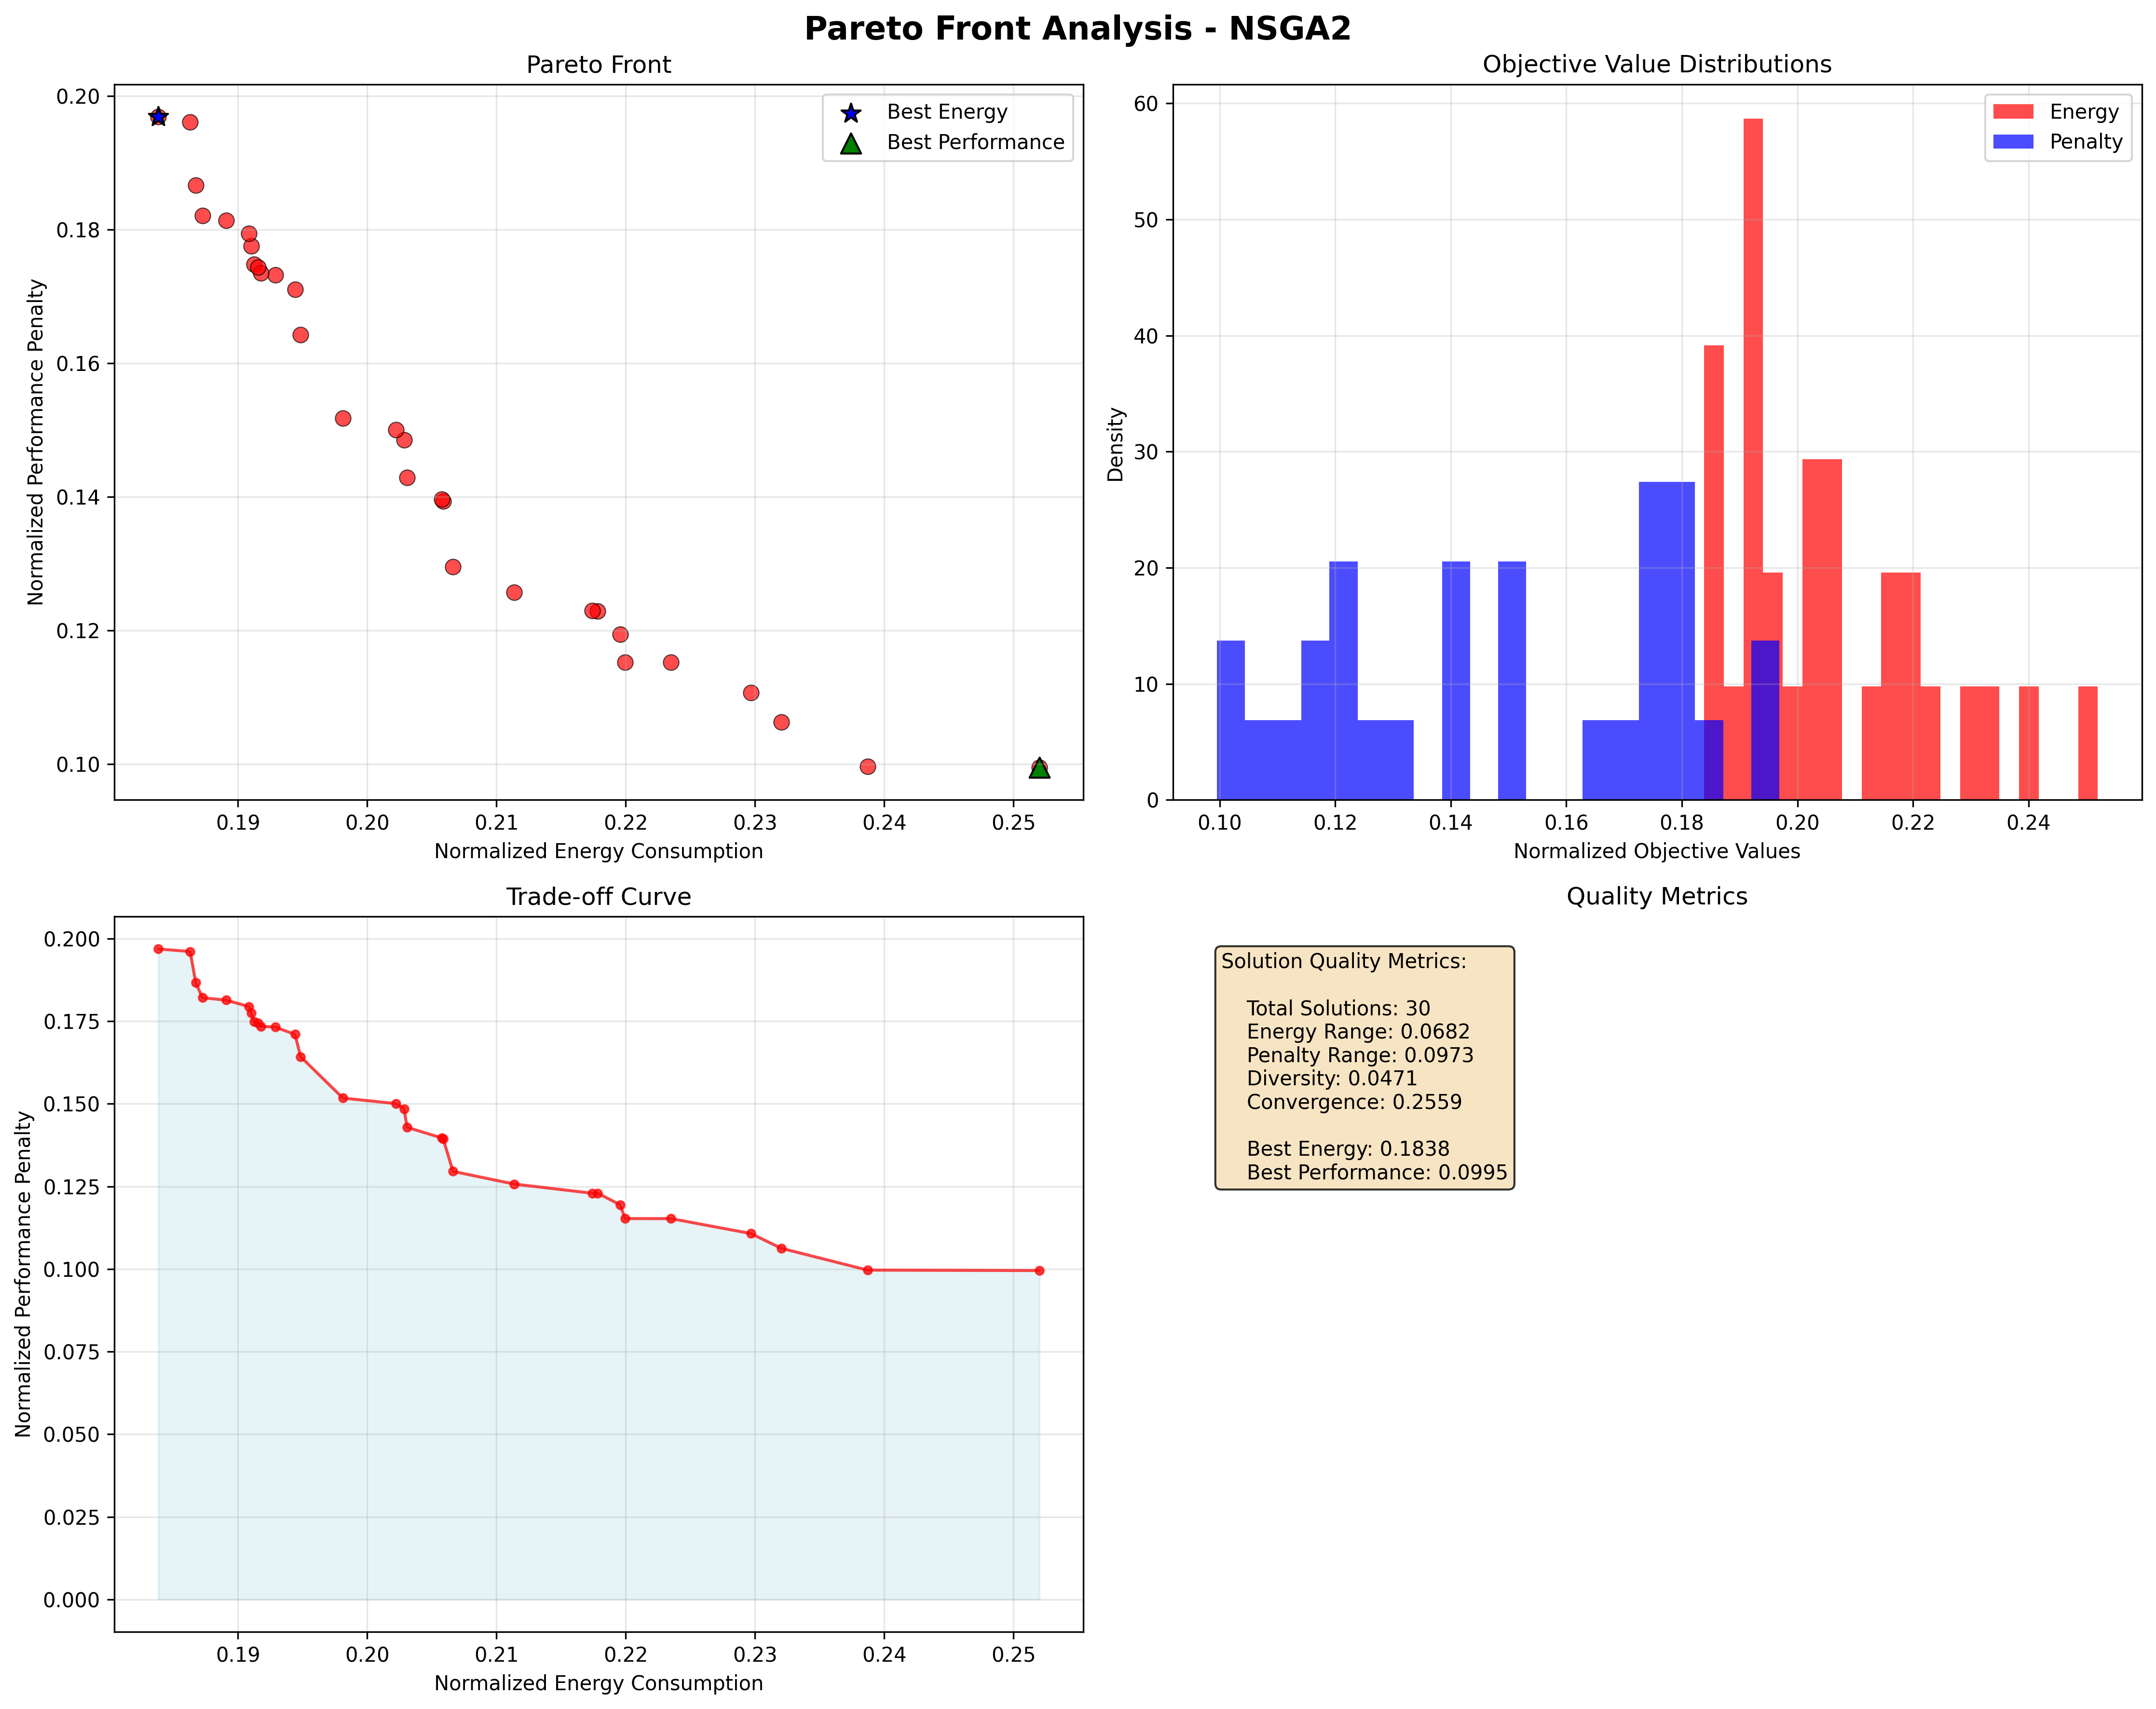 Pareto Front Analysis - NSGA2
Pareto Front
0.20
0.18
0.16
0.14
0.12
0.10
Normalized Performance Penalty
Best Energy
Best Performance
0.19 0.20 0.21 0.22 0.23 0.24 0.25
Normalized Energy Consumption
Objective Value Distributions
60
50
40
30
20
10
0
Density
Energy
Penalty
0.10 0.12 0.14 0.16 0.18 0.20 0.22 0.24
Normalized Objective Values
Trade-off Curve
0.200
0.175
0.150
0.125
0.100
0.075
0.050
0.025
0.000
Normalized Performance Penalty
0.19 0.20 0.21 0.22 0.23 0.24 0.25
Normalized Energy Consumption
Quality Metrics
Solution Quality Metrics:
Total Solutions: 30
Energy Range: 0.0682
Penalty Range: 0.0973
Diversity: 0.0471
Convergence: 0.2559
Best Energy: 0.1838
Best Performance: 0.0995